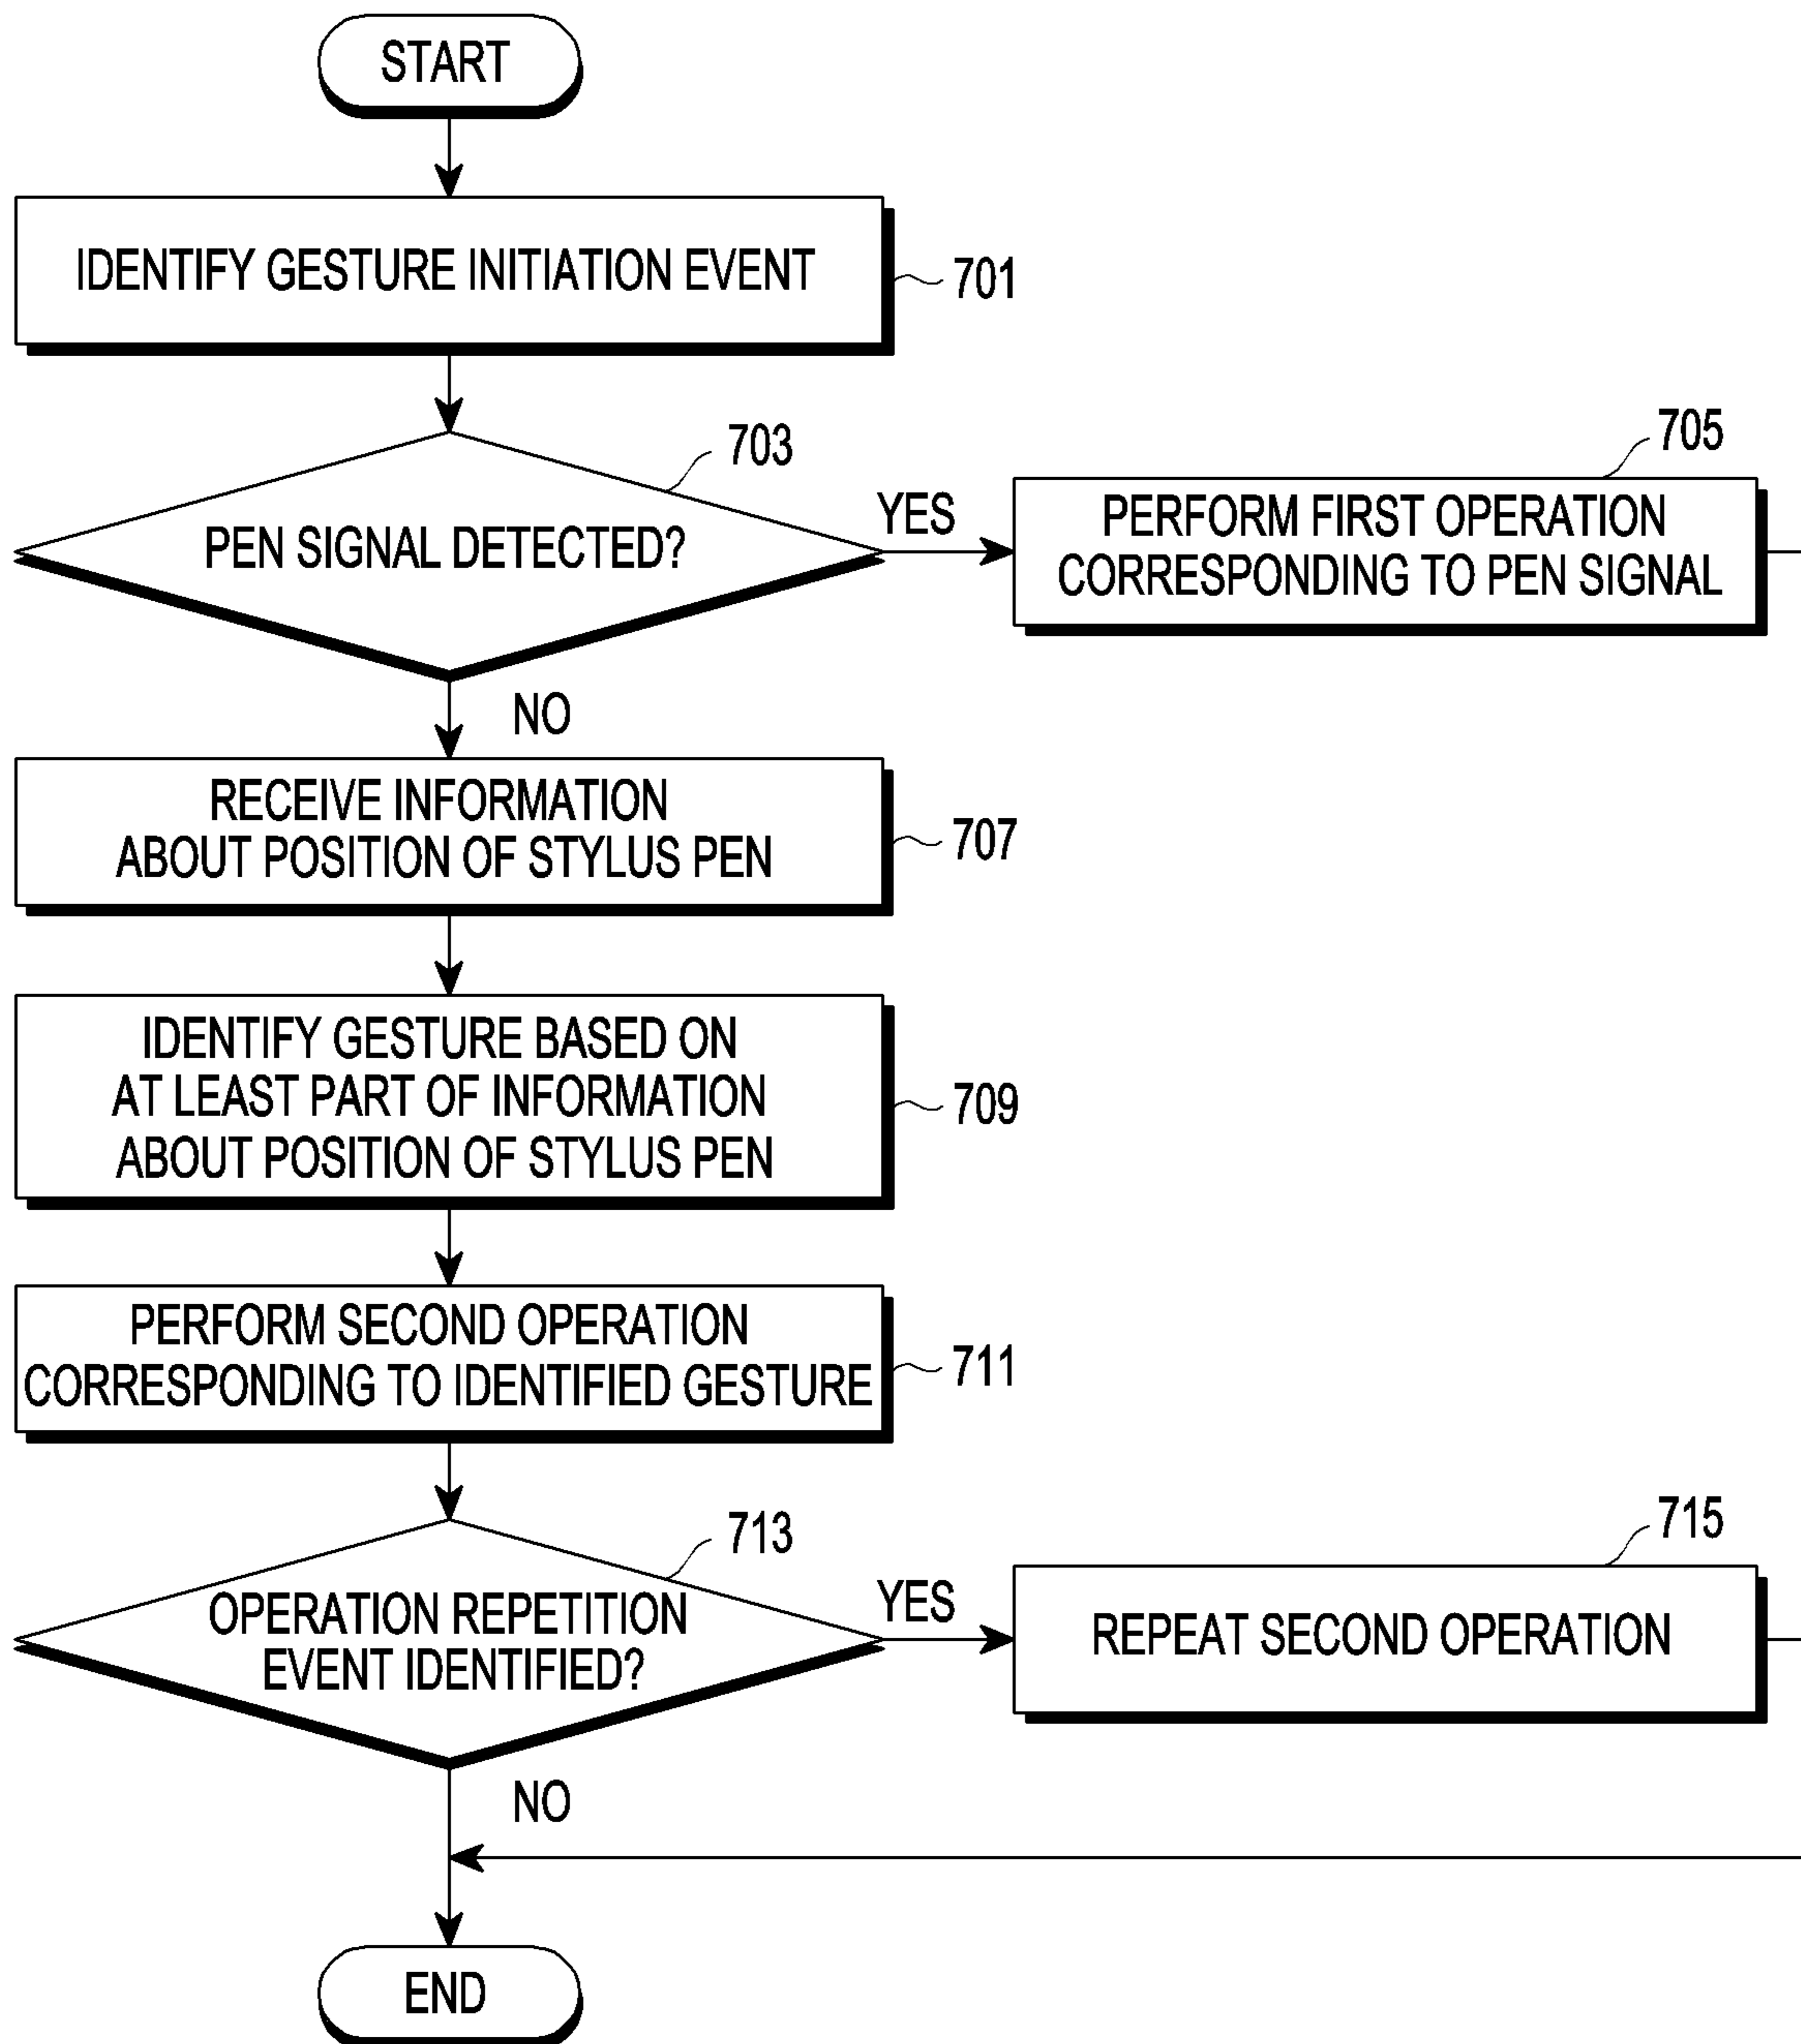 START
IDENTIFY GESTURE INITIATION EVENT
701
703
PEN SIGNAL DETECTED?
YES
705
PERFORM FIRST OPERATION
CORRESPONDING TO PEN SIGNAL
NO
RECEIVE INFORMATION
ABOUT POSITION OF STYLUS PEN
707
IDENTIFY GESTURE BASED ON
AT LEAST PART OF INFORMATION
ABOUT POSITION OF STYLUS PEN
709
PERFORM SECOND OPERATION
CORRESPONDING TO IDENTIFIED GESTURE
711
713
OPERATION REPETITION
EVENT IDENTIFIED?
YES
715
REPEAT SECOND OPERATION
NO
END